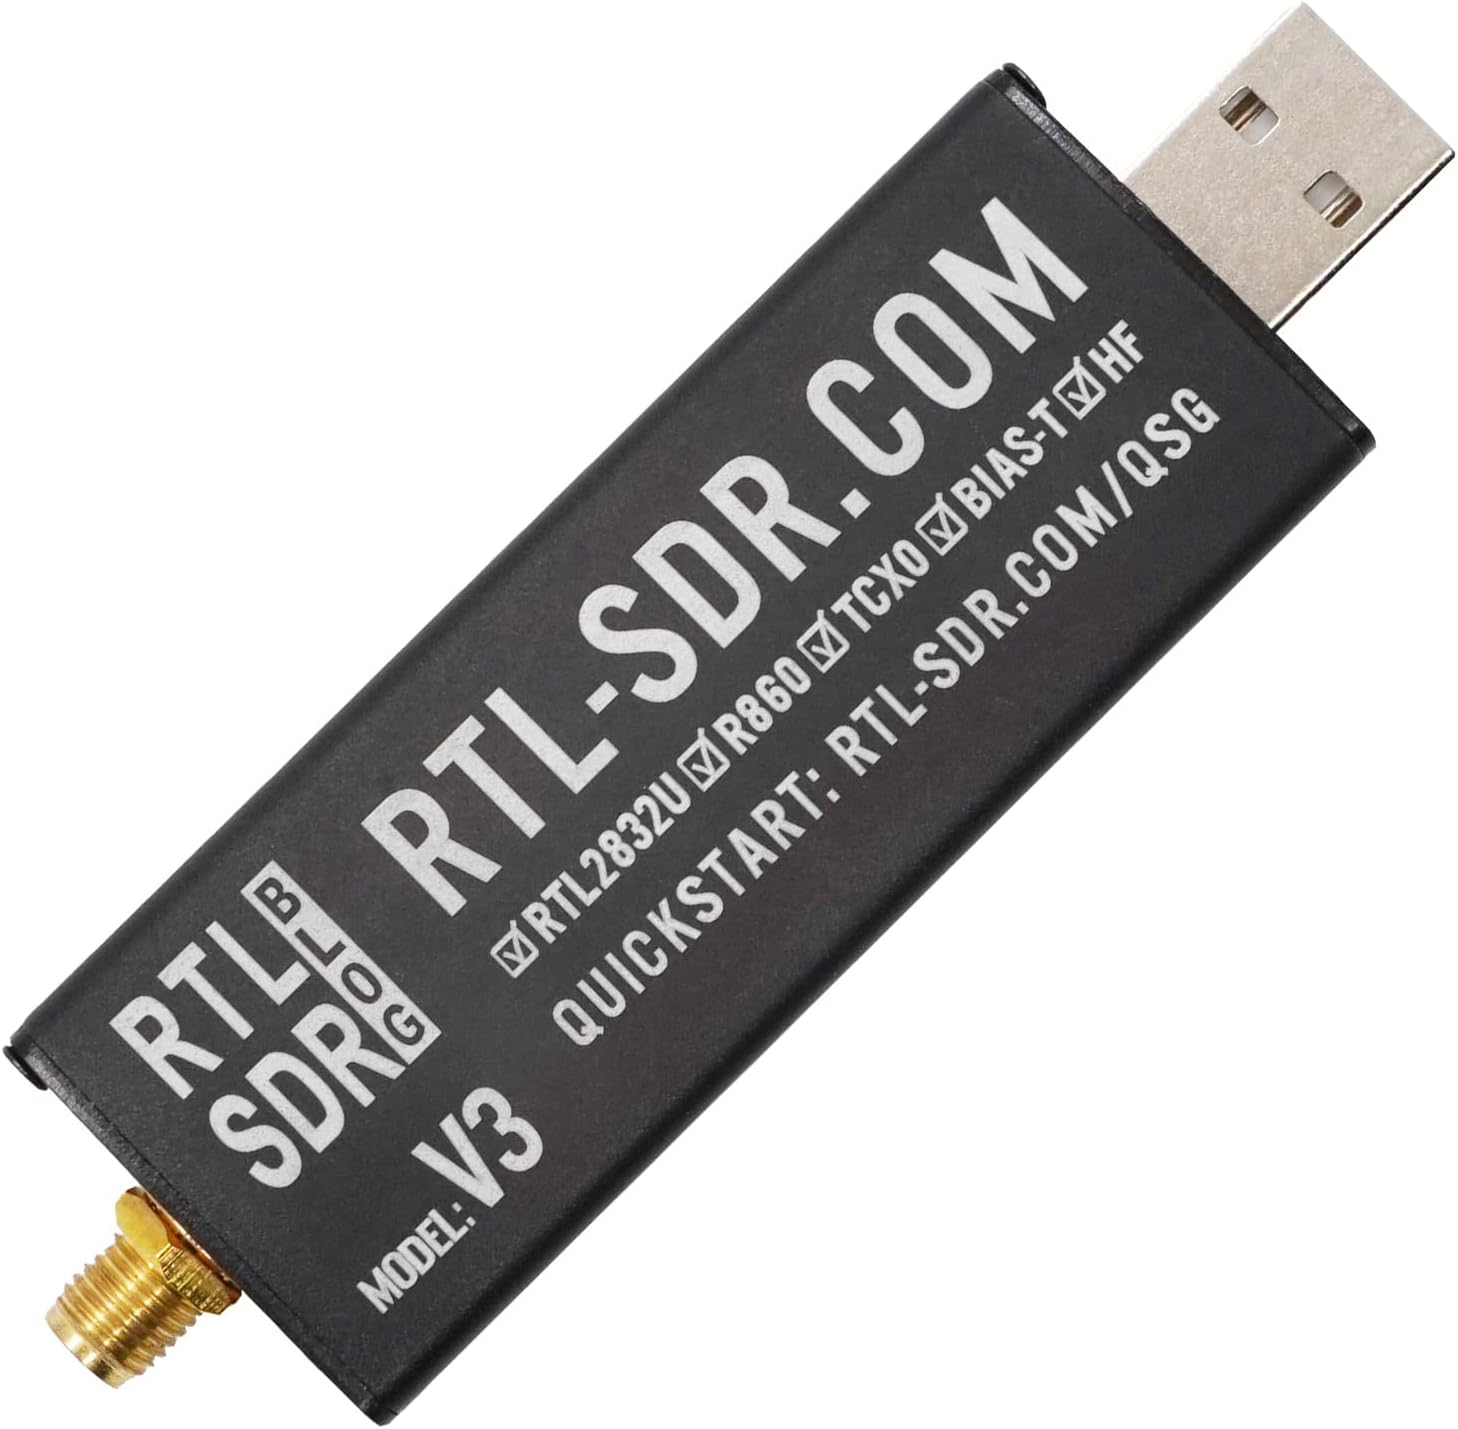 RTL-SDR.COM
☑RTL2832U☑R860☑TCXO☑BIAS-T☑HF
QUICKSTART: RTL-SDR.COM/QSG
RTL
SDR
BLOG
MODEL: V3